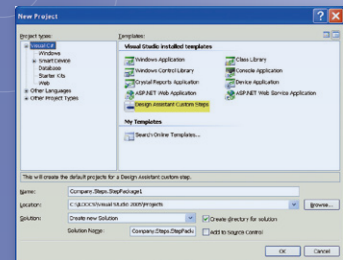 New Project
Project types:
Templates:
Visual C#
Windows
Smart Device
Database
Starter Kits
Web
Other Languages
Other Project Types
Visual Studio installed templates
Windows Application
Class Library
Windows Control Library
Console Application
Crystal Reports Application
Device Application
ASP.NET Web Application
ASP.NET Web Service Application
Design Assistant Custom Steps
My Templates
Search Online Templates...
This will create the default projects for a Design Assistant custom step.
Name:
Company.Steps.StepPackage1
Location:
Browse...
Solution:
Create new Solution
Create directory for solution
Solution Name:
Company.Steps.StepPack
Add to Source Control
OK
Cancel